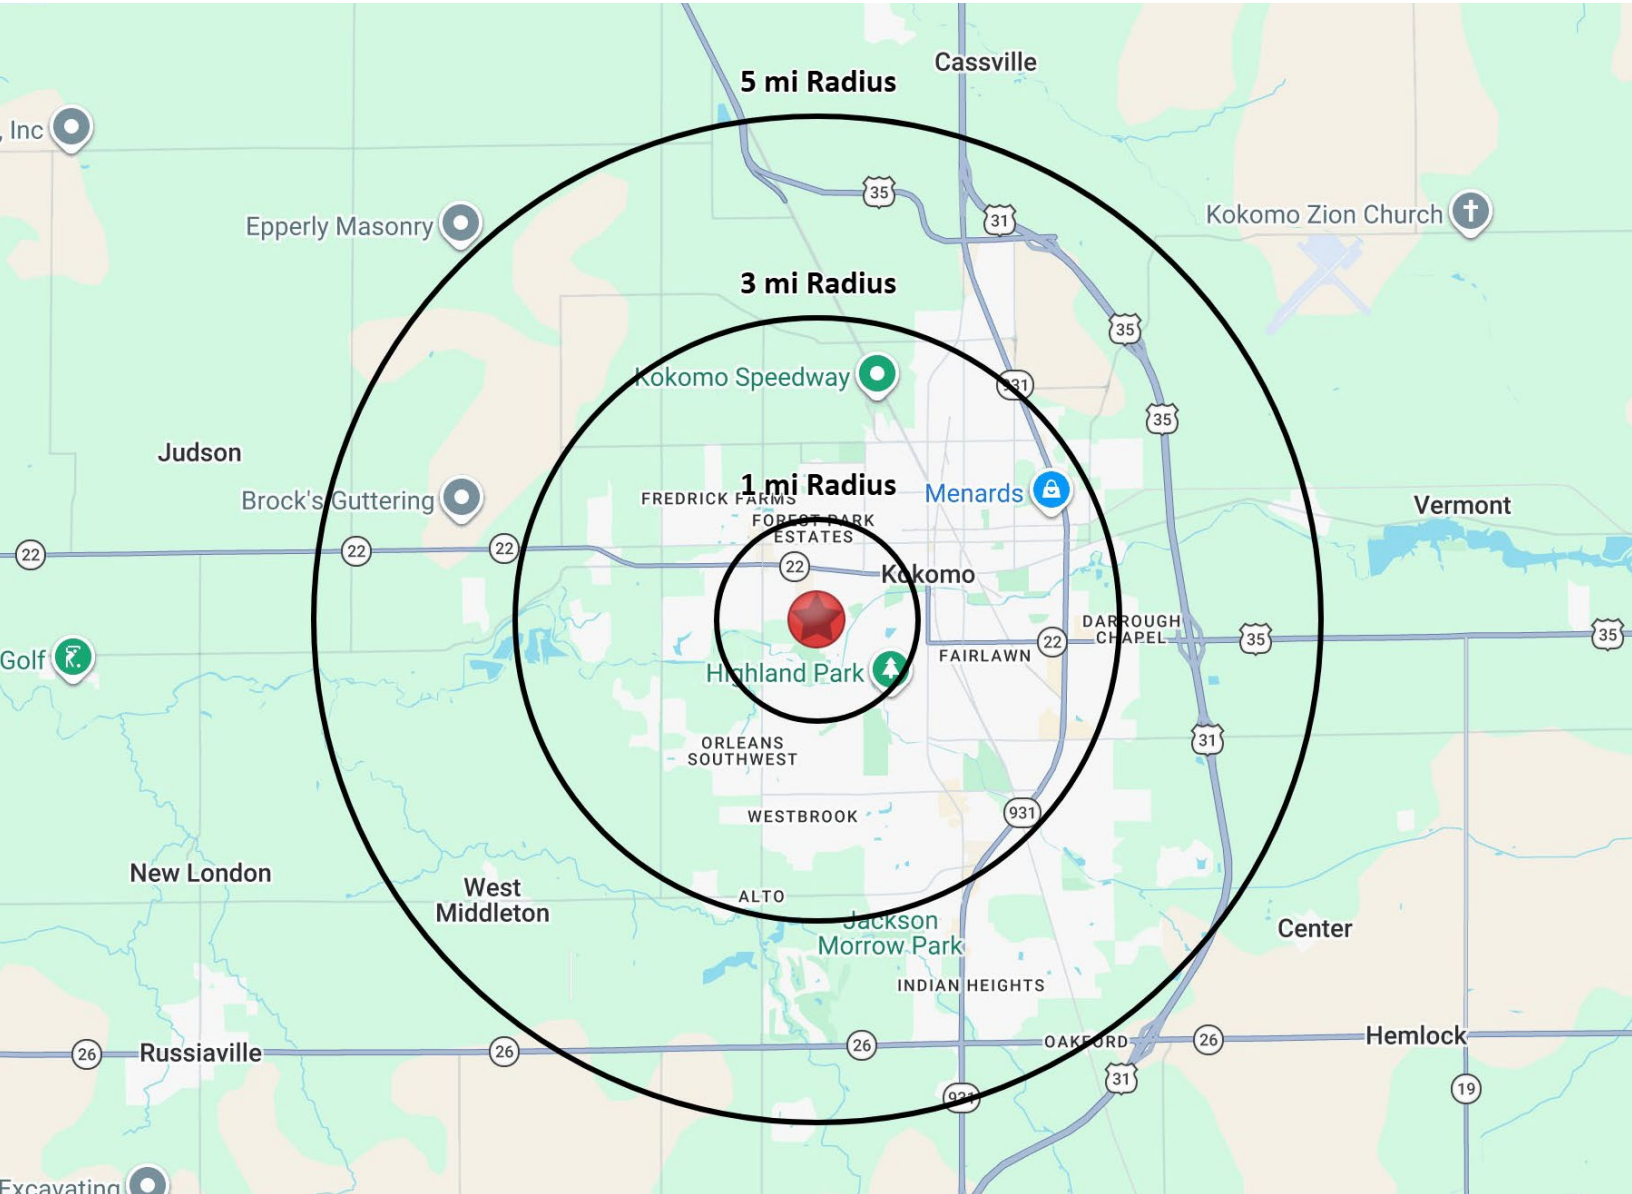 Cassville
5 mi Radius
, Inc
35
31
Kokomo Zion Church
Epperly Masonry
3 mi Radius
35
Kokomo Speedway
931
35
Judson
1 mi Radius
FREDRICK FARMS
Menards
Brock's Guttering
Vermont
FOREST PARK
ESTATES
22
22
22
22
Kokomo
DARROUGH
CHAPEL
22
35
35
FAIRLAWN
Golf
Highland Park
31
ORLEANS
SOUTHWEST
WESTBROOK
931
New London
West
Middleton
ALTO
Jackson
Morrow Park
Center
INDIAN HEIGHTS
26
Russiaville
26
26
OAKFORD
26
Hemlock
31
931
19
Excavating